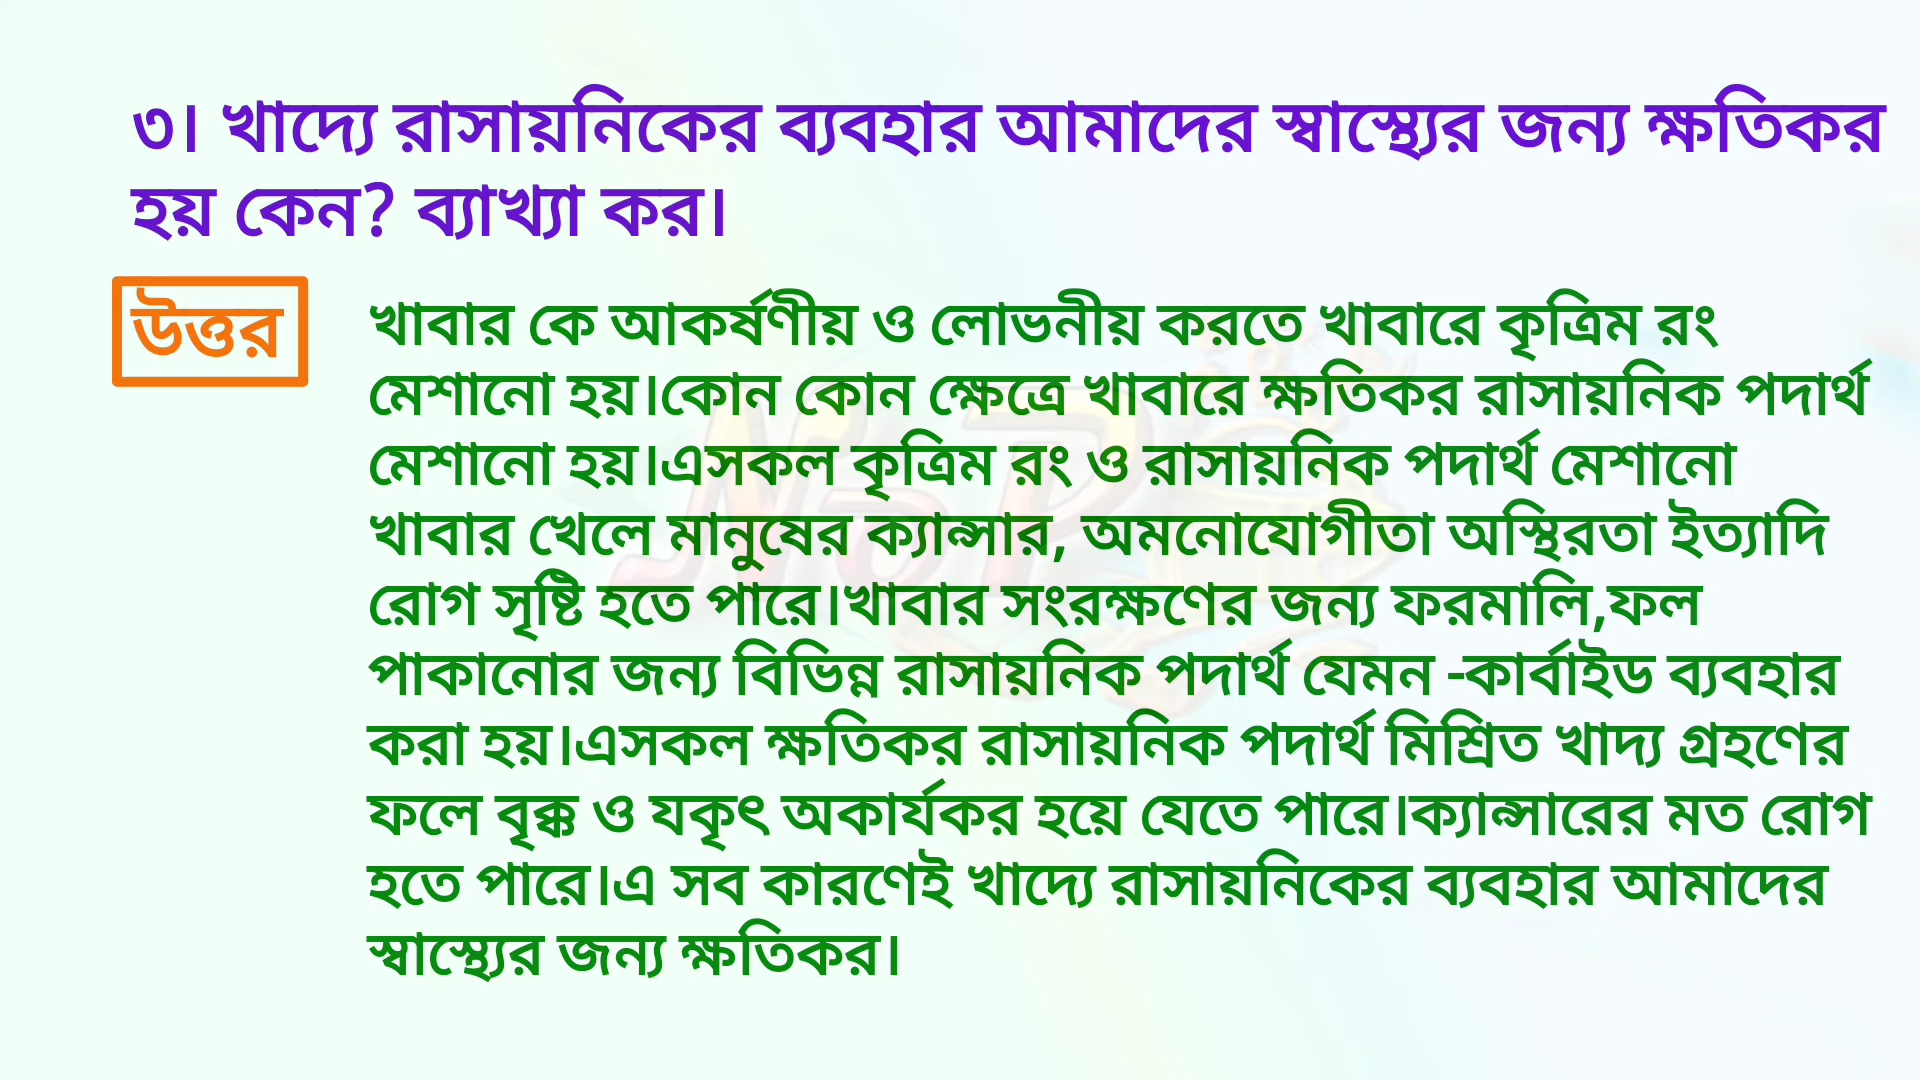 ৩। খাদ্যে রাসায়নিকের ব্যবহার আমাদের স্বাস্থ্যের জন্য ক্ষতিকর
হয় কেন? ব্যাখ্যা কর।
উত্তর
খাবার কে আকর্ষণীয় ও লোভনীয় করতে খাবারে কৃত্রিম রং
মেশানো হয়।কোন কোন ক্ষেত্রে খাবারে ক্ষতিকর রাসায়নিক পদার্থ
মেশানো হয়।এসকল কৃত্রিম রং ও রাসায়নিক পদার্থ মেশানো
খাবার খেলে মানুষের ক্যান্সার, অমনোযোগীতা অস্থিরতা ইত্যাদি
রোগ সৃষ্টি হতে পারে।খাবার সংরক্ষণের জন্য ফরমালি,ফল
পাকানোর জন্য বিভিন্ন রাসায়নিক পদার্থ যেমন -কার্বাইড ব্যবহার
করা হয়।এসকল ক্ষতিকর রাসায়নিক পদার্থ মিশ্রিত খাদ্য গ্রহণের
ফলে বৃক্ক ও যকৃৎ অকার্যকর হয়ে যেতে পারে।ক্যান্সারের মত রোগ
হতে পারে।এ সব কারণেই খাদ্যে রাসায়নিকের ব্যবহার আমাদের
স্বাস্থ্যের জন্য ক্ষতিকর।